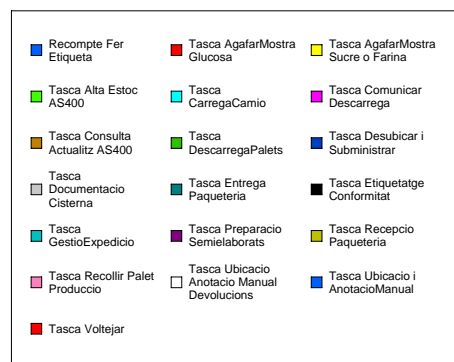 Recompte Fer
Etiqueta
Tasca AgafarMostra
Glucosa
Tasca AgafarMostra
Sucre o Farina
Tasca Alta Estoc
AS400
Tasca
CarregaCamio
Tasca Comunicar
Descarrega
Tasca Consulta
Actualitz AS400
Tasca
DescarregaPalets
Tasca Desubicar i
Subministrar
Tasca
Documentacio
Cisterna
Tasca Entrega
Paqueteria
Tasca Etiquetatge
Conformitat
Tasca
GestioExpedicio
Tasca Preparacio
Semielaborats
Tasca Recepcio
Paqueteria
Tasca Recollir Palet
Produccio
Tasca Ubicacio
Anotacio Manual
Devolucions
Tasca Ubicacio i
AnotacioManual
Tasca Voltejar